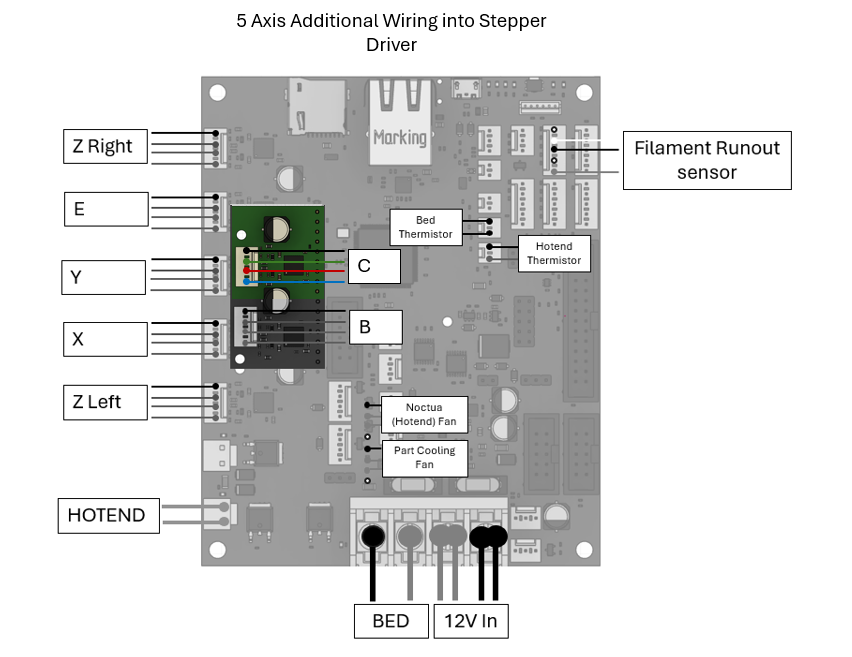 5 Axis Additional Wiring into Stepper
Driver
Marking
Z Right
Filament Runout
sensor
E
Bed
Thermistor
Hotend
Thermistor
Y
C
X
B
Z Left
Noctua
(Hotend) Fan
Part Cooling
Fan
HOTEND
BED
12V In